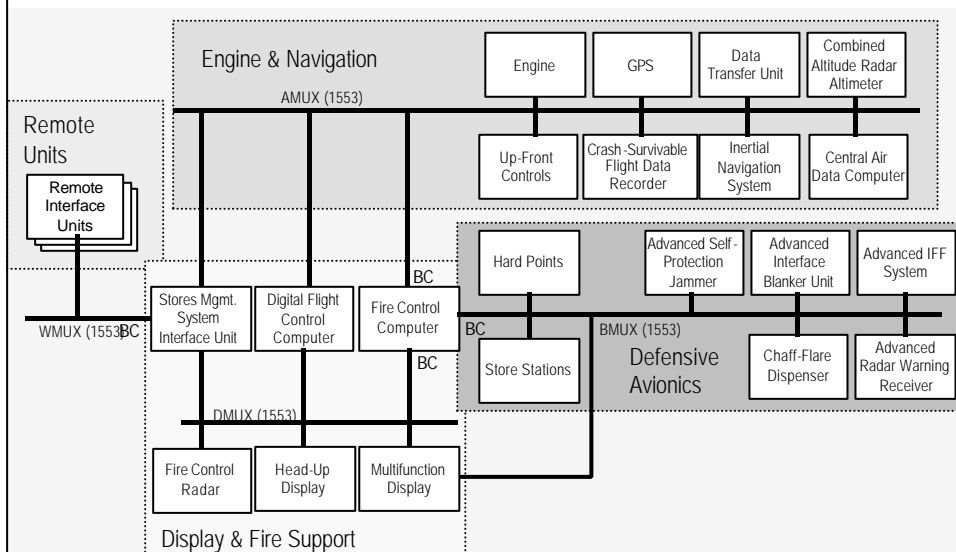 Engine & Navigation
Engine
GPS
Data
Transfer Unit
Combined
Altitude Radar
Altimeter
AMUX (1553)
Up-Front
Controls
Crash-Survivable
Flight Data
Recorder
Inertial
Navigation
System
Central Air
Data Computer
Remote
Units
Remote
Interface
Units
WMUX (1553)
BC
Stores Mgmt.
System
Interface Unit
Digital Flight
Control
Computer
BC
Fire Control
Computer
BC
BC
Hard Points
Advanced Self-
Protection
Jammer
Advanced
Interface
Blanker Unit
Advanced IFF
System
BMUX (1553)
Store Stations
Defensive
Avionics
Chaff-Flare
Dispenser
Advanced
Radar Warning
Receiver
DMUX (1553)
Fire Control
Radar
Head-Up
Display
Multifunction
Display
Display & Fire Support